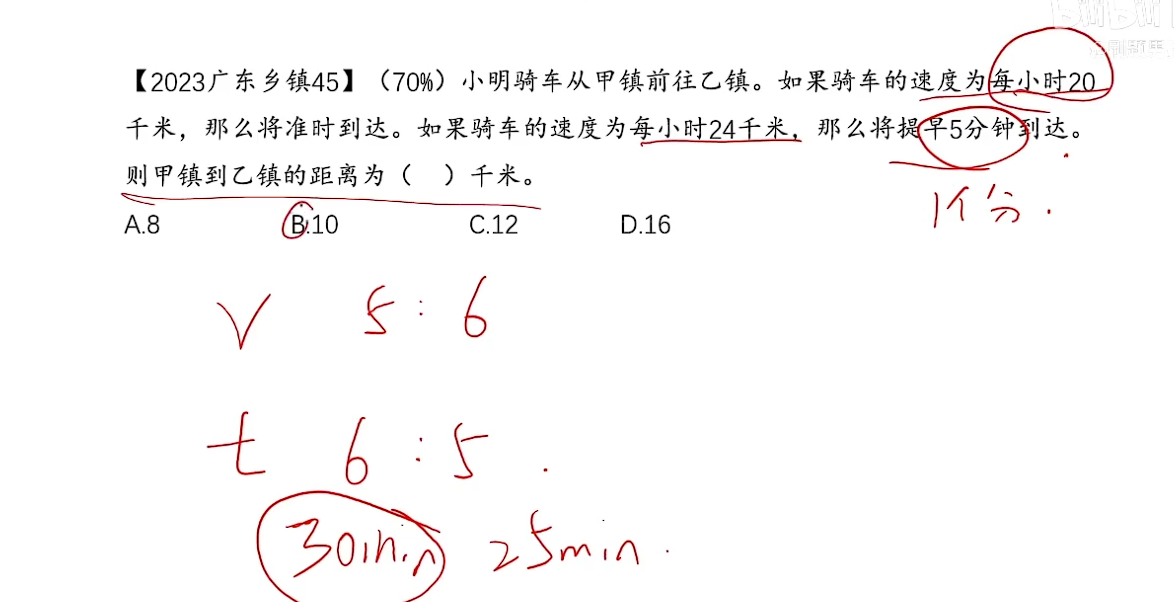 bilibili
【2023广东乡镇45】（70%）小明骑车从甲镇前往乙镇。如果骑车的速度为每小时20
千米，那么将准时到达。如果骑车的速度为每小时24千米，那么将提早5分钟到达。
则甲镇到乙镇的距离为（ ）千米。
1个分.
A.8 B.10 C.12 D.16
V 5:6
t 6:5.
30min 25min.